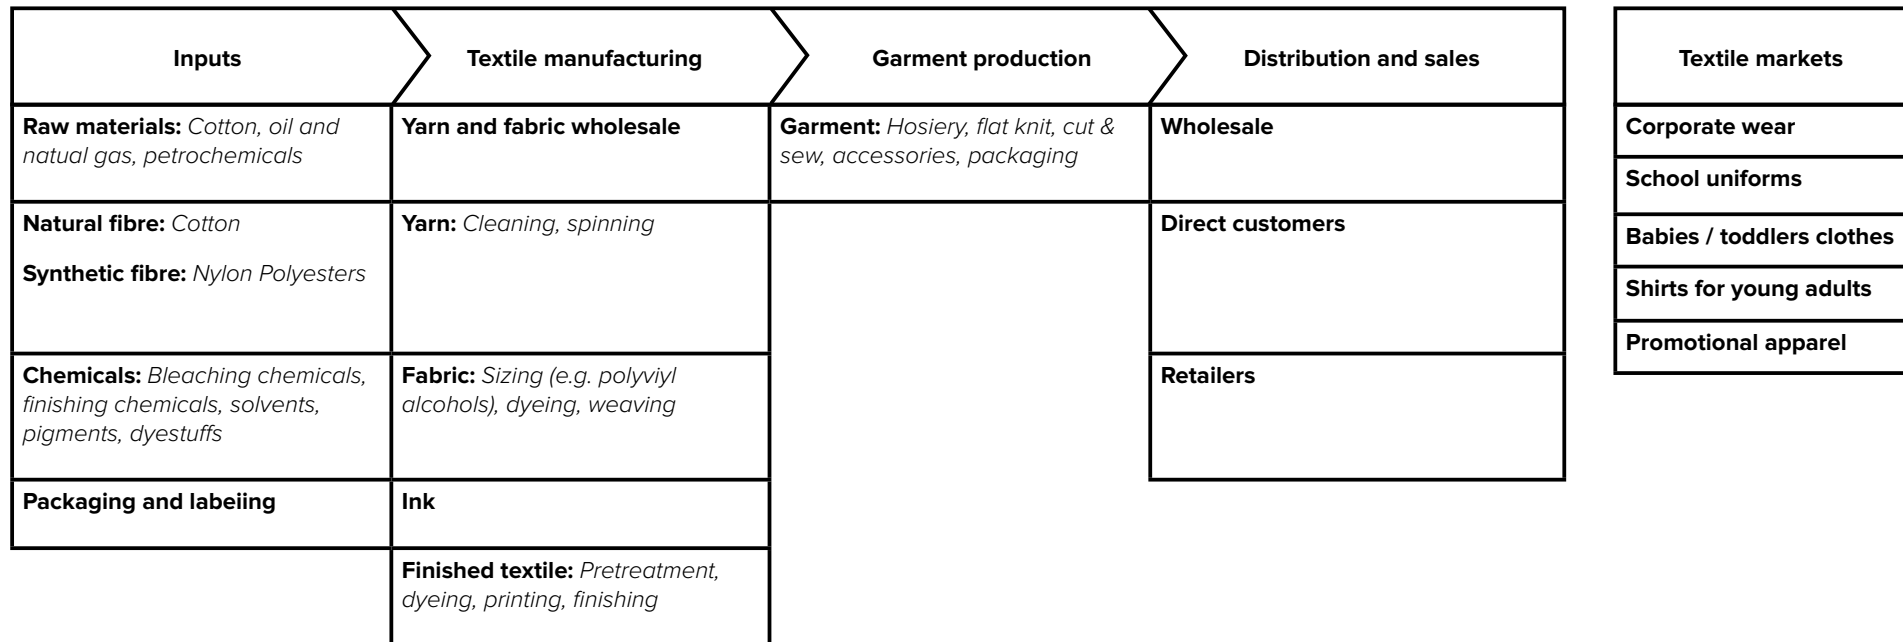 Inputs
Textile manufacturing
Garment production
Distribution and sales
Textile markets
Raw materials: Cotton, oil and
natual gas, petrochemicals
Yarn and fabric wholesale
Garment: Hosiery, flat knit, cut &
sew, accessories, packaging
Wholesale
Corporate wear
School uniforms
Natural fibre: Cotton
Synthetic fibre: Nylon Polyesters
Yarn: Cleaning, spinning
Direct customers
Babies / toddlers clothes
Shirts for young adults
Promotional apparel
Chemicals: Bleaching chemicals,
finishing chemicals, solvents,
pigments, dyestuffs
Fabric: Sizing (e.g. polyviyl
alcohols), dyeing, weaving
Retailers
Packaging and labeiing
Ink
Finished textile: Pretreatment,
dyeing, printing, finishing